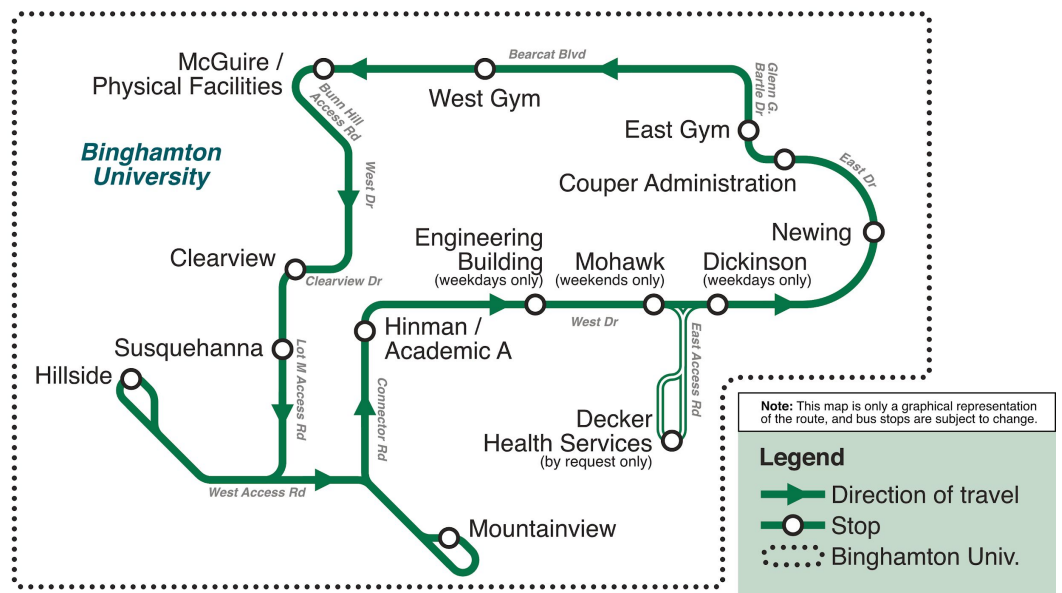 McGuire /
Physical Facilities
Bearcat Blvd
West Gym
Glenn G.
Bartle Dr
Bunn Hill
Access Rd
East Gym
Binghamton
University
West Dr
Couper Administration
East Dr
Newing
Clearview
Clearview Dr
Engineering
Building
(weekdays only)
Mohawk
(weekends only)
Dickinson
(weekdays only)
West Dr
Hinman /
Academic A
Susquehanna
Lot M Access Rd
East Access Rd
Hillside
Connector Rd
Decker
Health Services
(by request only)
West Access Rd
Mountainview
Note: This map is only a graphical representation
of the route, and bus stops are subject to change.
Legend
Direction of travel
Stop
Binghamton Univ.